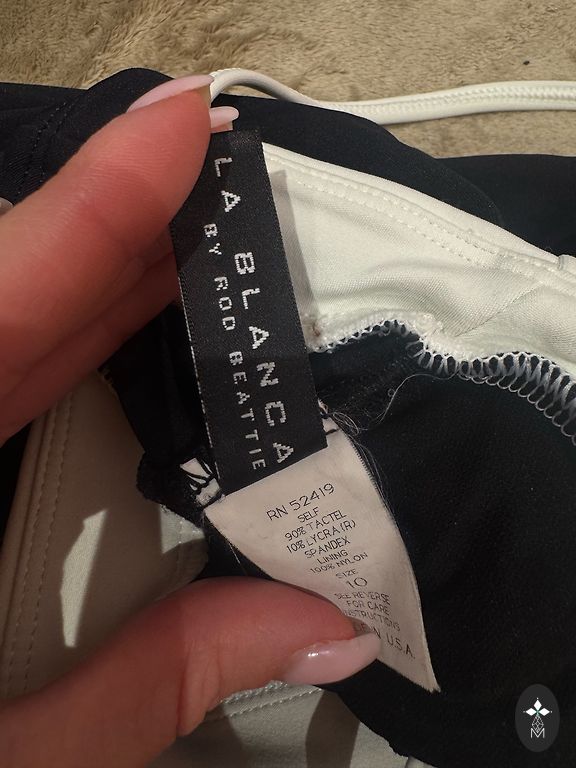 LA BLANCA
BY ROD BEATTIE
RN 52419
SELF
90% TACTEL
10% LYCRA(R)
SPANDEX
LINING
100% NYLON
SIZE
10
SEE REVERSE
FOR CARE
INSTRUCTIONS
IN U.S.A.
M